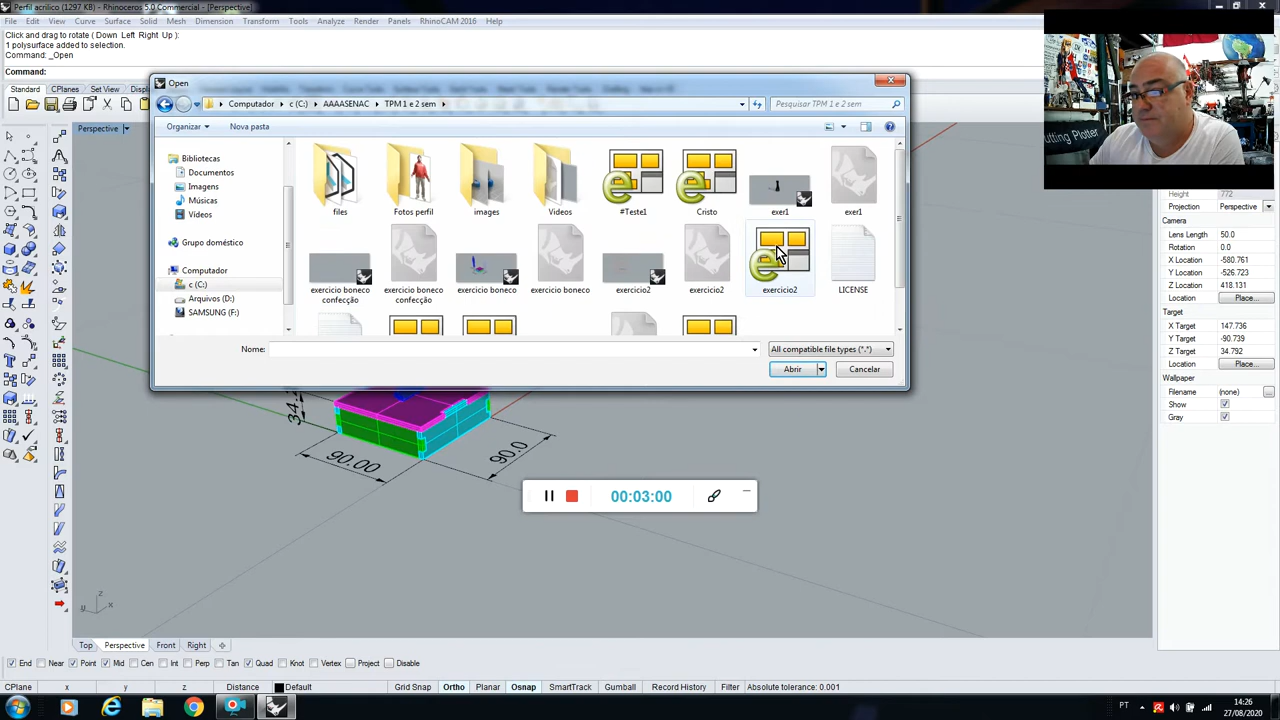 Perfil acrilico (1297 KB) - Rhinoceros 5.0 Commercial - [Perspective]
File Edit View Curve Surface Solid Mesh Dimension Transform Tools Analyze Render Panels RhinoCAM 2016 Help
Click and drag to rotate ( Down Left Right Up ):
1 polysurface added to selection.
Command: _Open
Command:
Standard CPlanes Set View
Open
Computador c (C:) AAAASENAC TPM 1 e 2 sem
Pesquisar TPM 1 e 2 sem
Organizar Nova pasta
Perspective
Bibliotecas
Documentos
Imagens
Músicas
Vídeos
Grupo doméstico
Computador
c (C:)
Arquivos (D:)
SAMSUNG (F:)
files Fotos perfil images Videos #Teste1 Cristo exer1 exer1
exercicio boneco confecção
exercicio boneco confecção
exercicio boneco
exercicio boneco
exercicio2
exercicio2
exercicio2
LICENSE
Nome:
All compatible file types (*.*)
Abrir Cancelar
Cutting Plotter
Height 772
Projection Perspective
Camera
Lens Length 50.0
Rotation 0.0
X Location -580.761
Y Location -526.723
Z Location 418.131
Location Place...
Target
X Target 147.736
Y Target -90.739
Z Target 34.792
Location Place...
Wallpaper
Filename (none) ...
Show
Gray
90.00
90.0
00:03:00
z
y x
Top Perspective Front Right
End Near Point Mid Cen Int Perp Tan Quad Knot Vertex Project Disable
CPlane x y z Distance Default Grid Snap Ortho Planar Osnap SmartTrack Gumball Record History Filter Absolute tolerance: 0.001
PT
14:26
27/08/2020